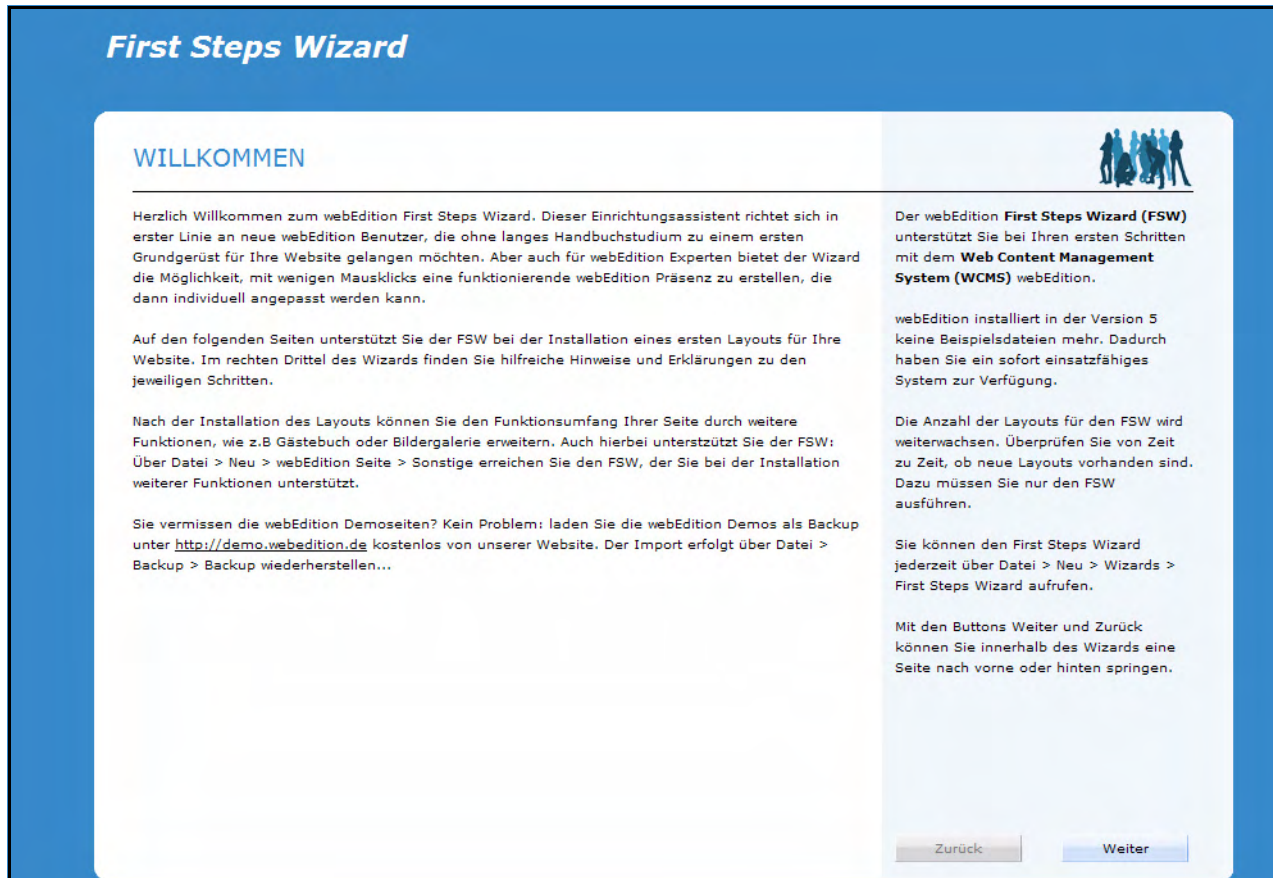 First Steps Wizard
WILLKOMMEN
Herzlich Willkommen zum webEdition First Steps Wizard. Dieser Einrichtungsassistent richtet sich in
erster Linie an neue webEdition Benutzer, die ohne langes Handbuchstudium zu einem ersten
Grundgerüst für Ihre Website gelangen möchten. Aber auch für webEdition Experten bietet der Wizard
die Möglichkeit, mit wenigen Mausklicks eine funktionierende webEdition Präsenz zu erstellen, die
dann individuell angepasst werden kann.
Auf den folgenden Seiten unterstützt Sie der FSW bei der Installation eines ersten Layouts für Ihre
Website. Im rechten Drittel des Wizards finden Sie hilfreiche Hinweise und Erklärungen zu den
jeweiligen Schritten.
Nach der Installation des Layouts können Sie den Funktionsumfang Ihrer Seite durch weitere
Funktionen, wie z.B Gästebuch oder Bildergalerie erweitern. Auch hierbei unterstzützt Sie der FSW:
Über Datei > Neu > webEdition Seite > Sonstige erreichen Sie den FSW, der Sie bei der Installation
weiterer Funktionen unterstützt.
Sie vermissen die webEdition Demoseiten? Kein Problem: laden Sie die webEdition Demos als Backup
unter http://demo.webedition.de kostenlos von unserer Website. Der Import erfolgt über Datei >
Backup > Backup wiederherstellen...
Der webEdition First Steps Wizard (FSW)
unterstützt Sie bei Ihren ersten Schritten
mit dem Web Content Management
System (WCMS) webEdition.
webEdition installiert in der Version 5
keine Beispielsdateien mehr. Dadurch
haben Sie ein sofort einsatzfähiges
System zur Verfügung.
Die Anzahl der Layouts für den FSW wird
weiterwachsen. Überprüfen Sie von Zeit
zu Zeit, ob neue Layouts vorhanden sind.
Dazu müssen Sie nur den FSW
ausführen.
Sie können den First Steps Wizard
jederzeit über Datei > Neu > Wizards >
First Steps Wizard aufrufen.
Mit den Buttons Weiter und Zurück
können Sie innerhalb des Wizards eine
Seite nach vorne oder hinten springen.
Zurück Weiter